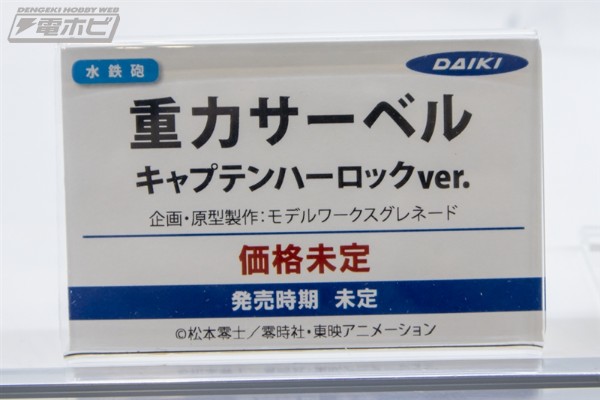 DENGEKI HOBBY WEB
電ホビ
水鉄砲
DAIKI
重力サーベル
キャプテンハーロックver.
企画・原型製作：モデルワークスグレネード
価格未定
発売時期 未定
©松本零士／零時社・東映アニメーション